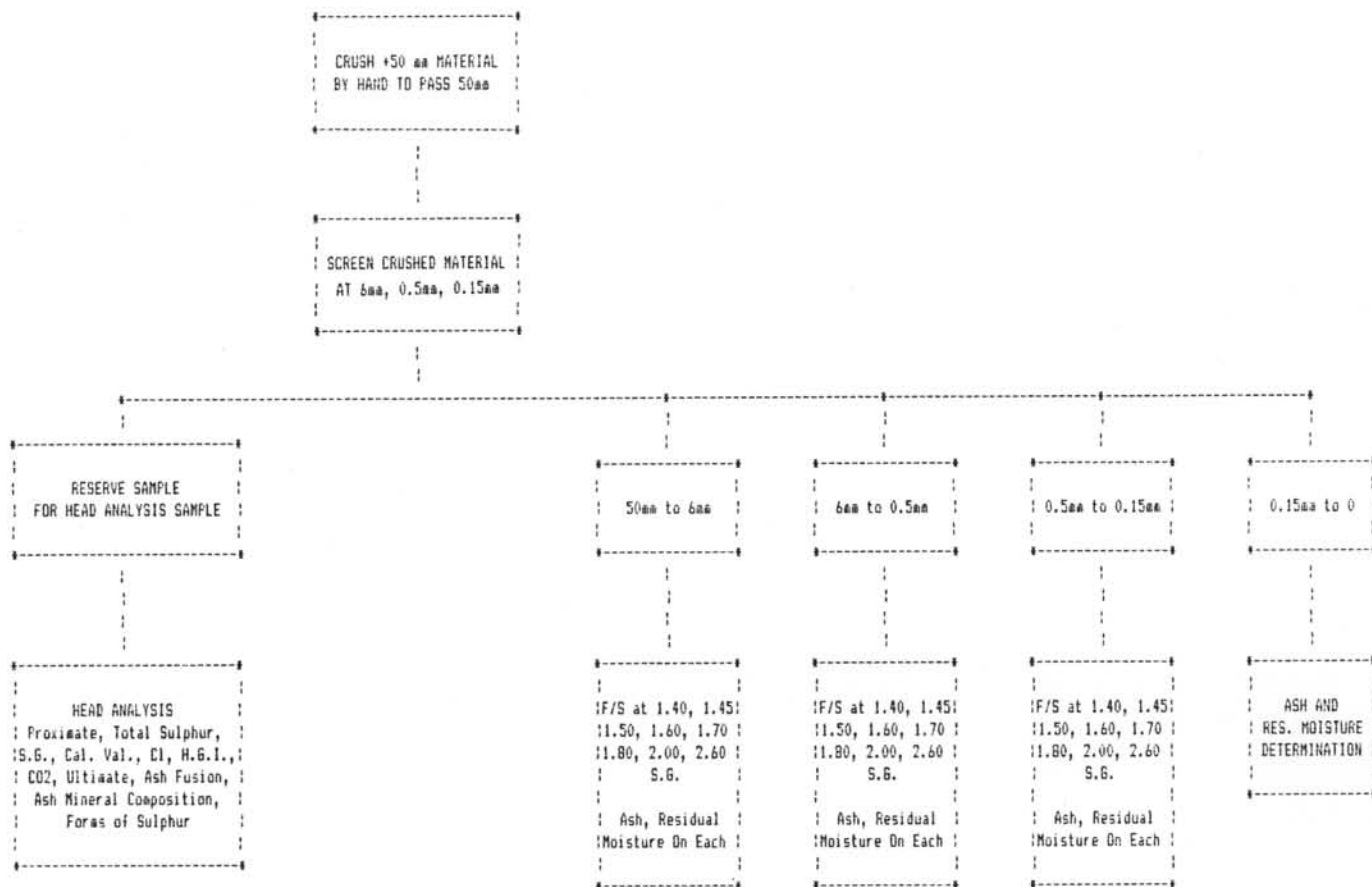 CRUSH +50 mm MATERIAL
BY HAND TO PASS 50mm
SCREEN CRUSHED MATERIAL
AT 6mm, 0.5mm, 0.15mm
RESERVE SAMPLE
FOR HEAD ANALYSIS SAMPLE
50mm to 6mm
6mm to 0.5mm
0.5mm to 0.15mm
0.15mm to 0
HEAD ANALYSIS
Proximate, Total Sulphur,
S.G., Cal. Val., Cl, H.G.I.,
CO2, Ultimate, Ash Fusion,
Ash Mineral Composition,
Forms of Sulphur
F/S at 1.40, 1.45
1.50, 1.60, 1.70
1.80, 2.00, 2.60
S.G.
Ash, Residual
Moisture On Each
F/S at 1.40, 1.45
1.50, 1.60, 1.70
1.80, 2.00, 2.60
S.G.
Ash, Residual
Moisture On Each
F/S at 1.40, 1.45
1.50, 1.60, 1.70
1.80, 2.00, 2.60
S.G.
Ash, Residual
Moisture On Each
ASH AND
RES. MOISTURE
DETERMINATION